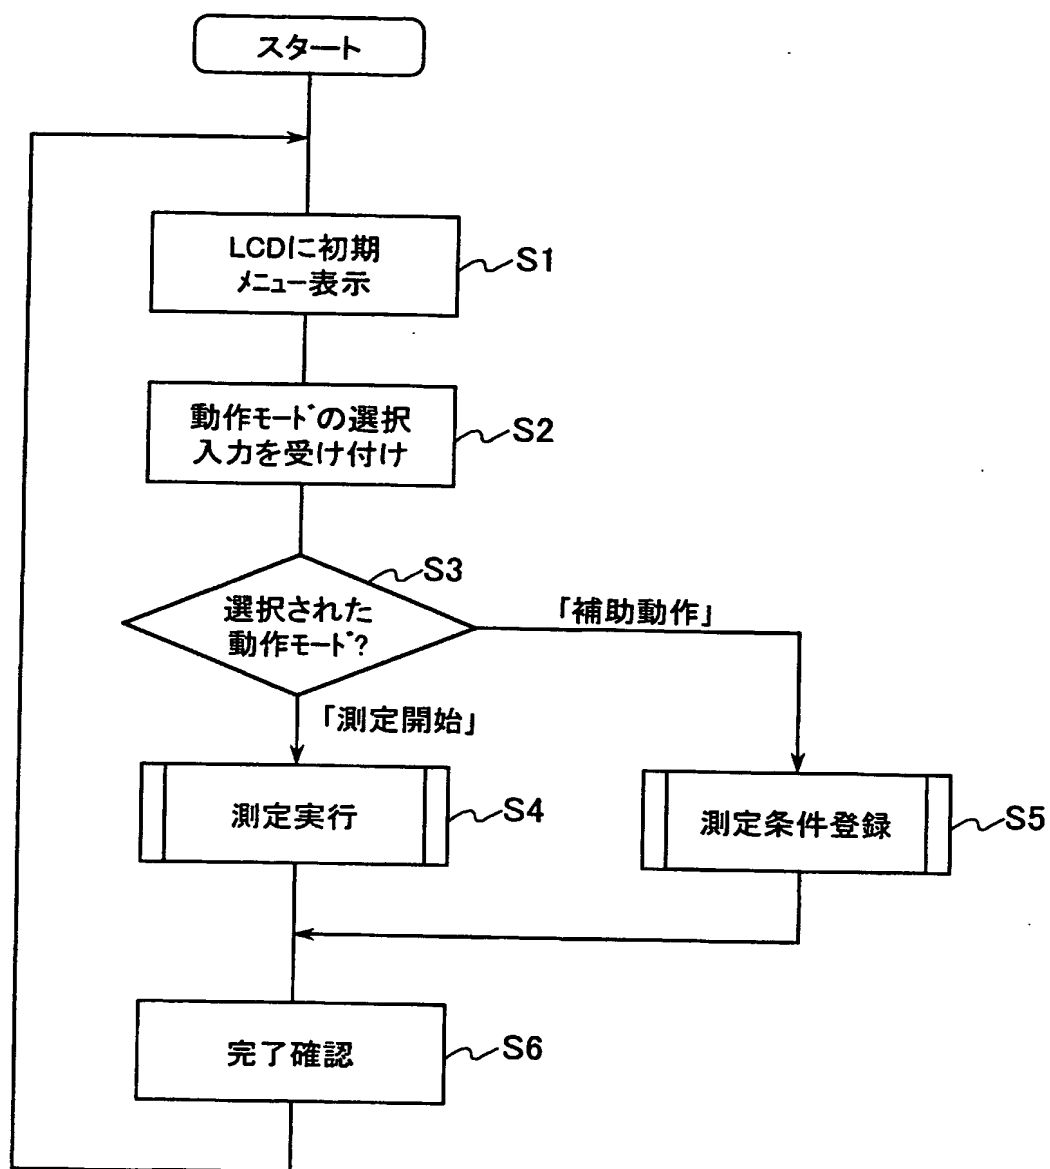 スタート
LCDに初期
メニュー表示
S1
動作モードの選択
入力を受け付け
S2
S3
選択された
動作モード?
「補助動作」
「測定開始」
測定実行
S4
測定条件登録
S5
完了確認
S6